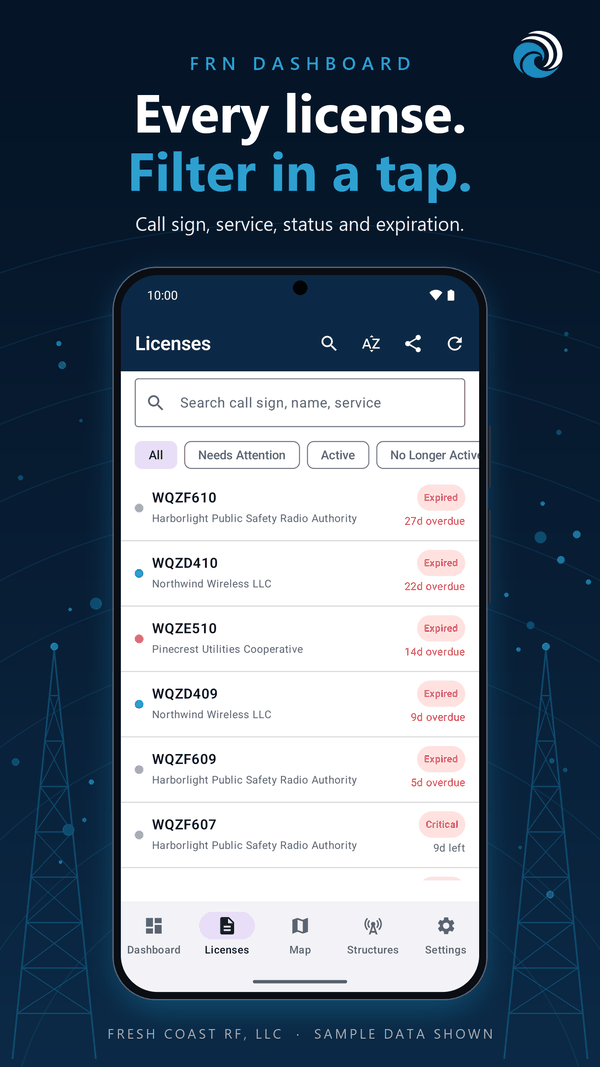 FRN DASHBOARD
Every license.
Filter in a tap.
Call sign, service, status and expiration.
10:00
Licenses
AZ
Search call sign, name, service
All
Needs Attention
Active
No Longer Active
WQZF610
Expired
Harborlight Public Safety Radio Authority
27d overdue
WQZD410
Expired
Northwind Wireless LLC
22d overdue
WQZE510
Expired
Pinecrest Utilities Cooperative
14d overdue
WQZD409
Expired
Northwind Wireless LLC
9d overdue
WQZF609
Expired
Harborlight Public Safety Radio Authority
5d overdue
WQZF607
Critical
Harborlight Public Safety Radio Authority
9d left
Dashboard
Licenses
Map
Structures
Settings
FRESH COAST RF, LLC · SAMPLE DATA SHOWN